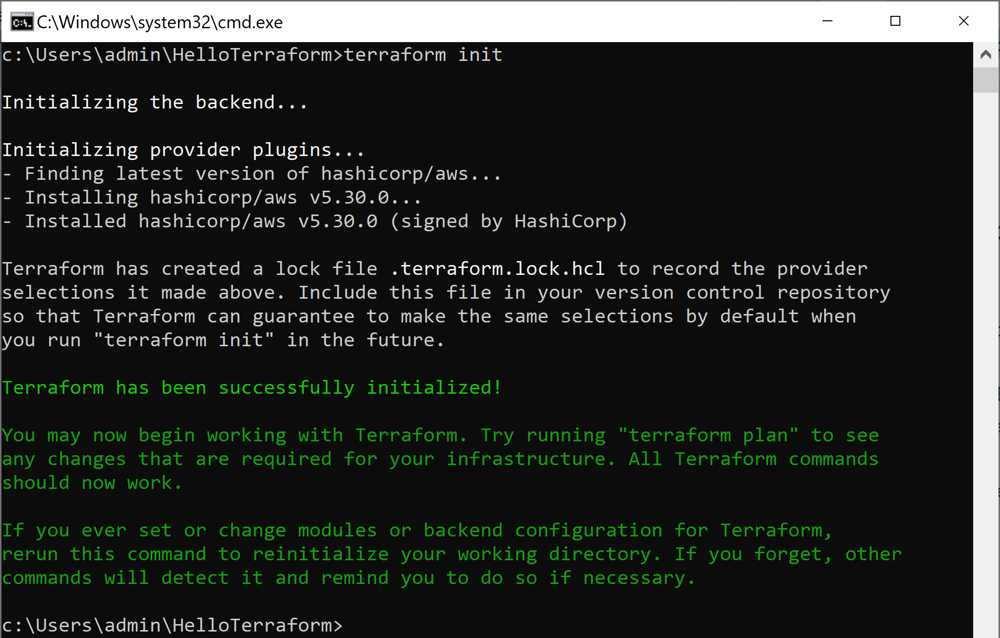 C:\Windows\system32\cmd.exe
c:\Users\admin\HelloTerraform>terraform init
Initializing the backend...
Initializing provider plugins...
- Finding latest version of hashicorp/aws...
- Installing hashicorp/aws v5.30.0...
- Installed hashicorp/aws v5.30.0 (signed by HashiCorp)
Terraform has created a lock file .terraform.lock.hcl to record the provider
selections it made above. Include this file in your version control repository
so that Terraform can guarantee to make the same selections by default when
you run "terraform init" in the future.
Terraform has been successfully initialized!
You may now begin working with Terraform. Try running "terraform plan" to see
any changes that are required for your infrastructure. All Terraform commands
should now work.
If you ever set or change modules or backend configuration for Terraform,
rerun this command to reinitialize your working directory. If you forget, other
commands will detect it and remind you to do so if necessary.
c:\Users\admin\HelloTerraform>